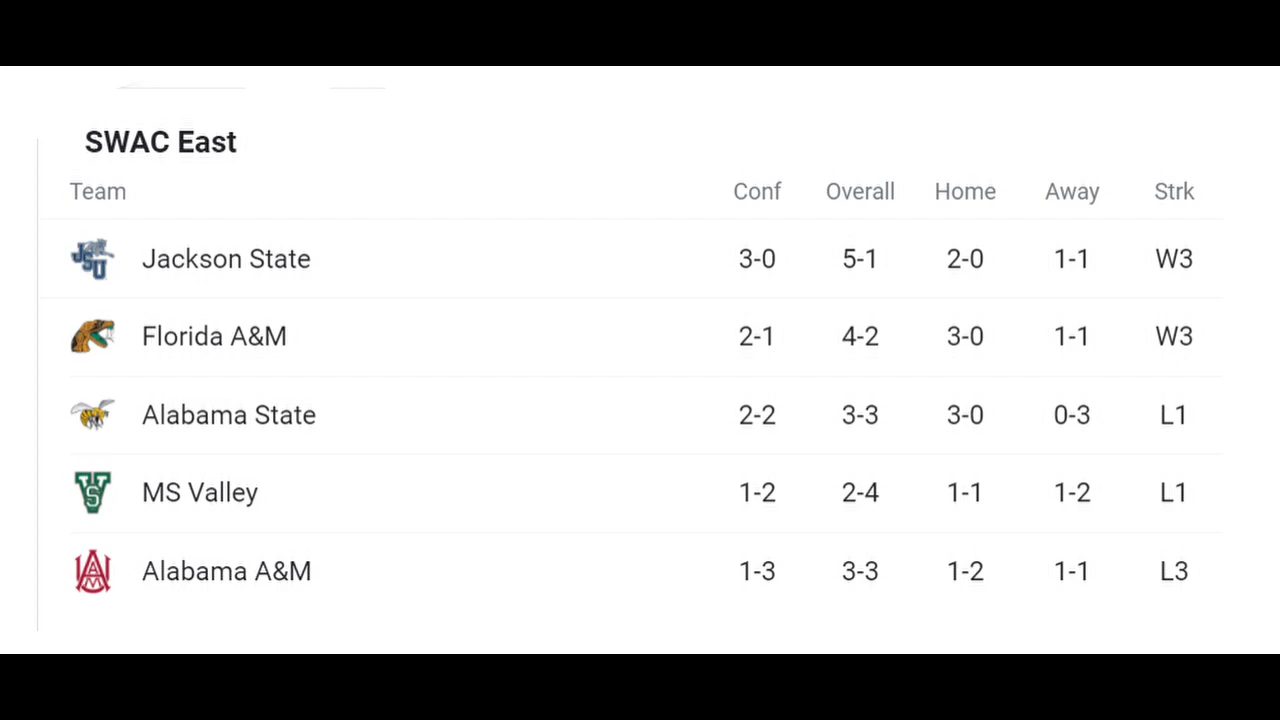 SWAC East
Team Conf Overall Home Away Strk
JSU Jackson State 3-0 5-1 2-0 1-1 W3
Florida A&M 2-1 4-2 3-0 1-1 W3
Alabama State 2-2 3-3 3-0 0-3 L1
VS MS Valley 1-2 2-4 1-1 1-2 L1
AAM Alabama A&M 1-3 3-3 1-2 1-1 L3